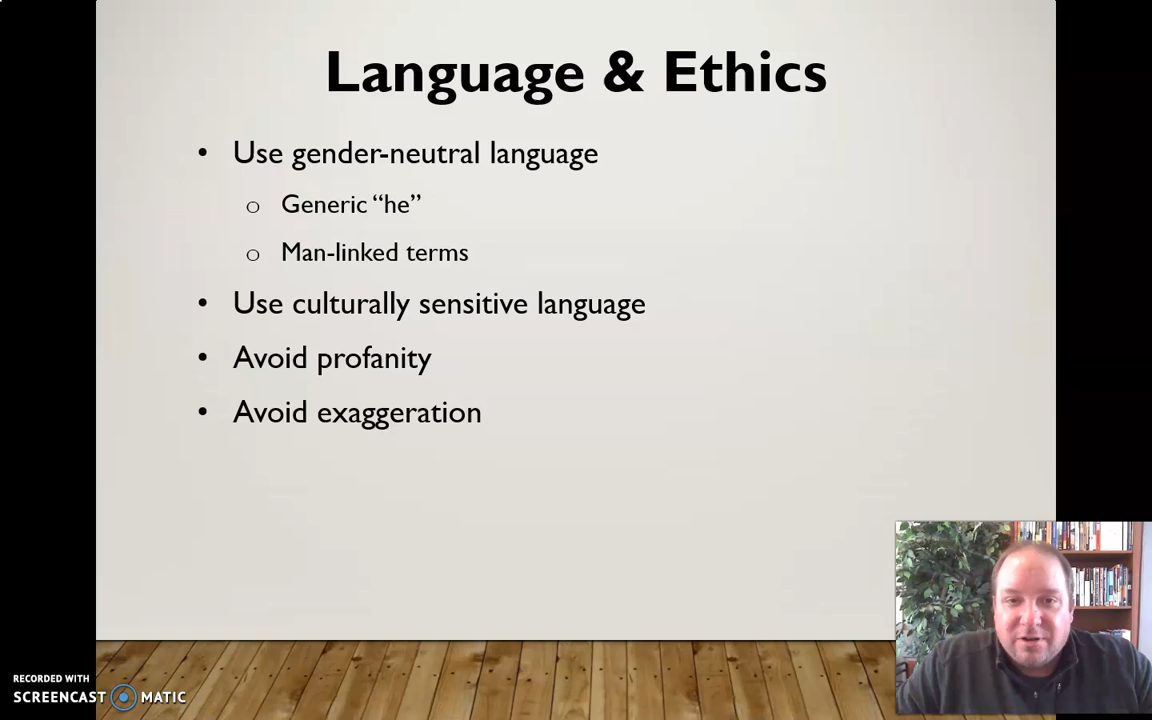 Language & Ethics
• Use gender-neutral language
o Generic “he”
o Man-linked terms
• Use culturally sensitive language
• Avoid profanity
• Avoid exaggeration
RECORDED WITH
SCREENCAST MATIC